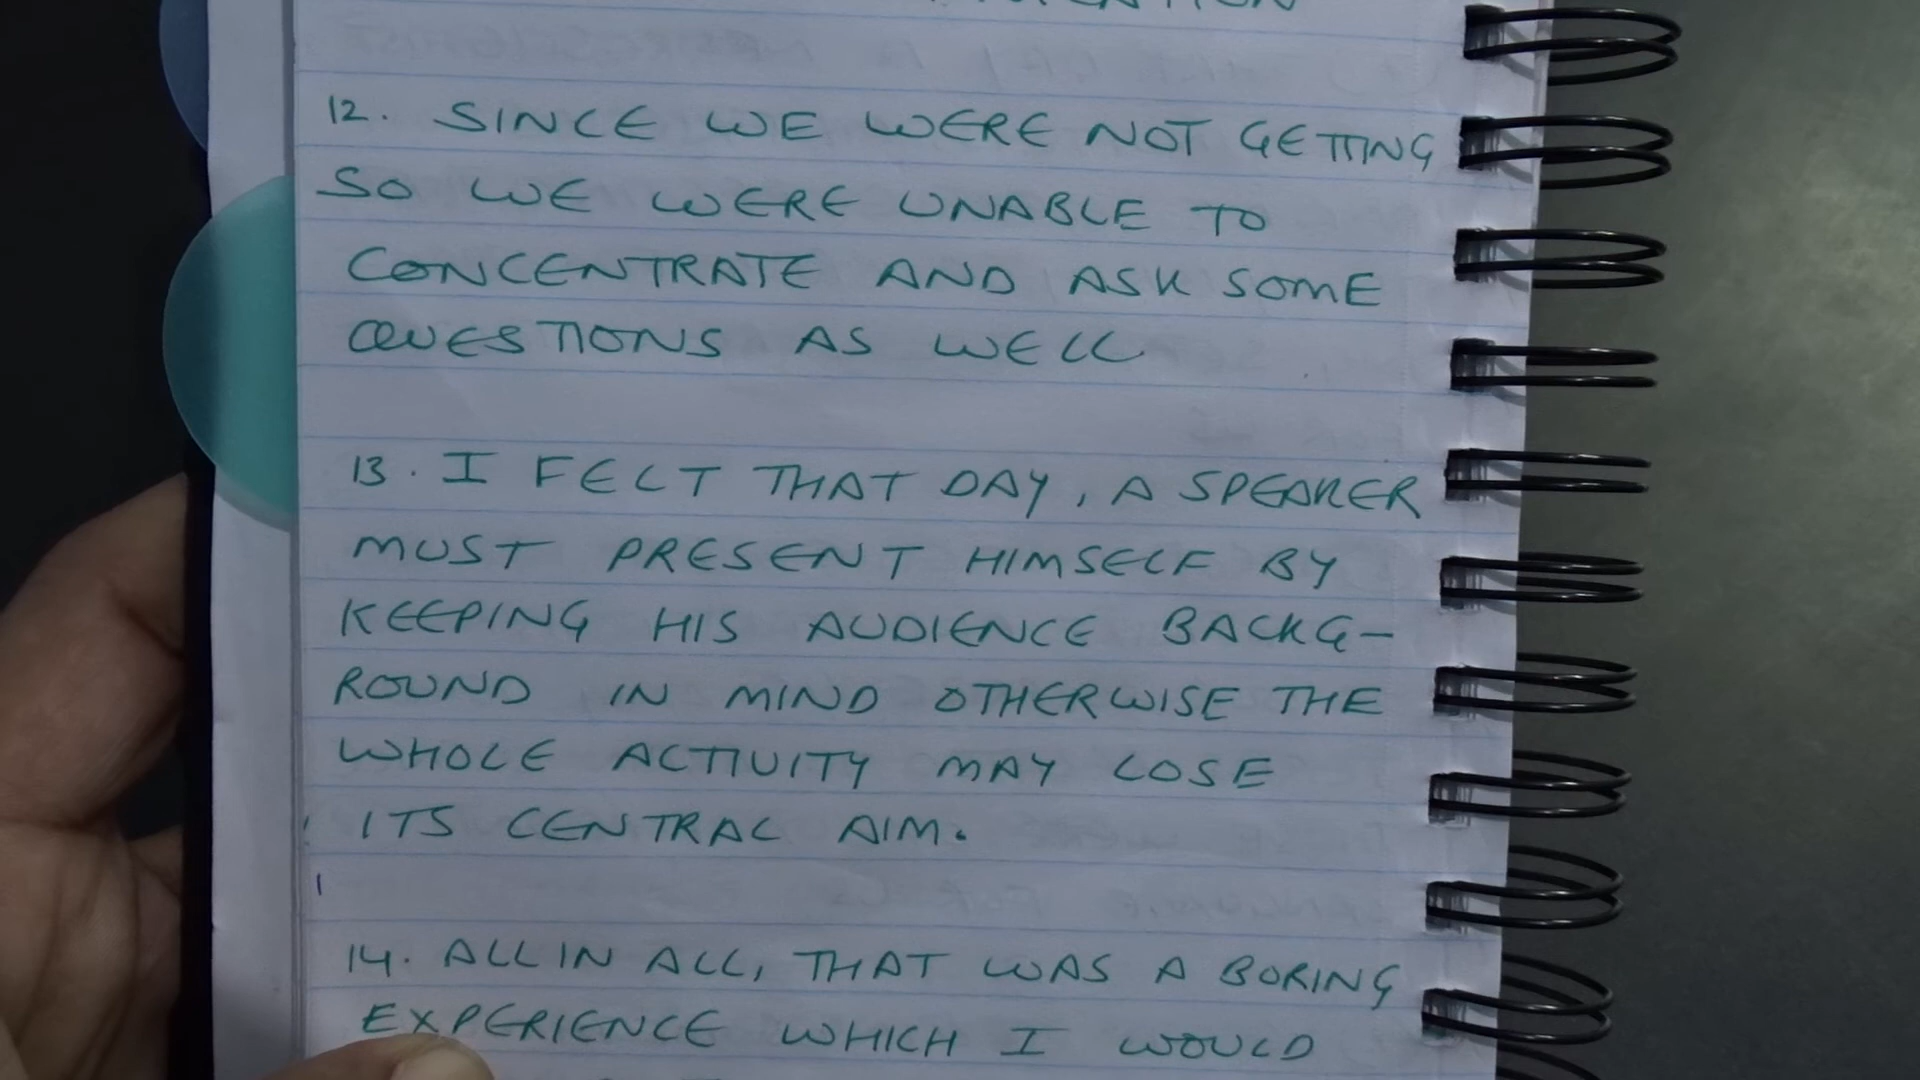 12. SINCE WE WERE NOT GETTING
SO WE WERE UNABLE TO
CONCENTRATE AND ASK SOME
QUESTIONS AS WELL
13. I FELT THAT DAY, A SPEAKER
MUST PRESENT HIMSELF BY
KEEPING HIS AUDIENCE BACKG-
ROUND IN MIND OTHERWISE THE
WHOLE ACTIVITY MAY LOSE
ITS CENTRAL AIM.
14. ALL IN ALL, THAT WAS A BORING
EXPERIENCE WHICH I WOULD